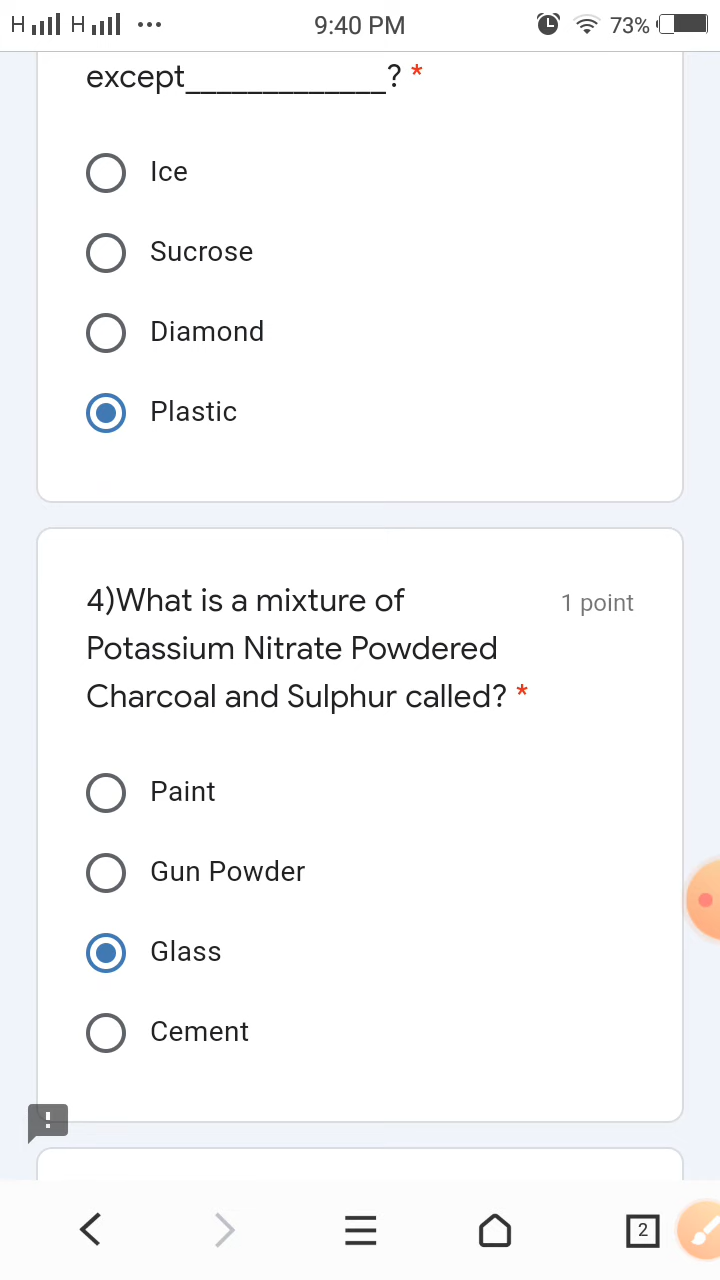 H H ... 9:40 PM 73%
except_____________? *
Ice
Sucrose
Diamond
Plastic
4)What is a mixture of 1 point
Potassium Nitrate Powdered
Charcoal and Sulphur called? *
Paint
Gun Powder
Glass
Cement
!
2